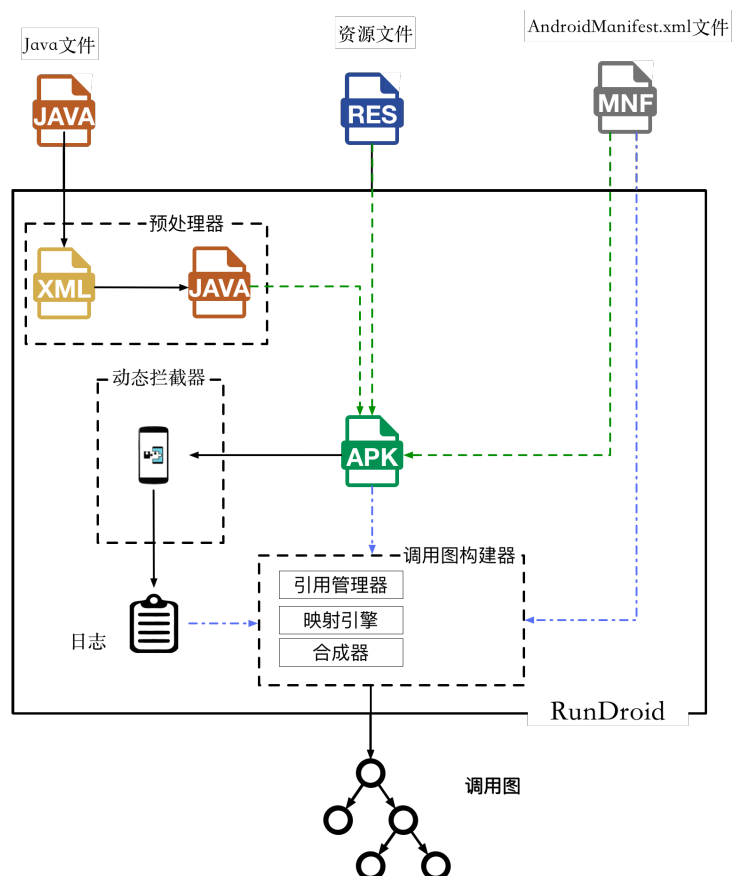 Java文件
资源文件
AndroidManifest.xml文件
JAVA
RES
MNF
预处理器
XML
JAVA
动态拦截器
APK
调用图构建器
引用管理器
映射引擎
合成器
日志
RunDroid
调用图